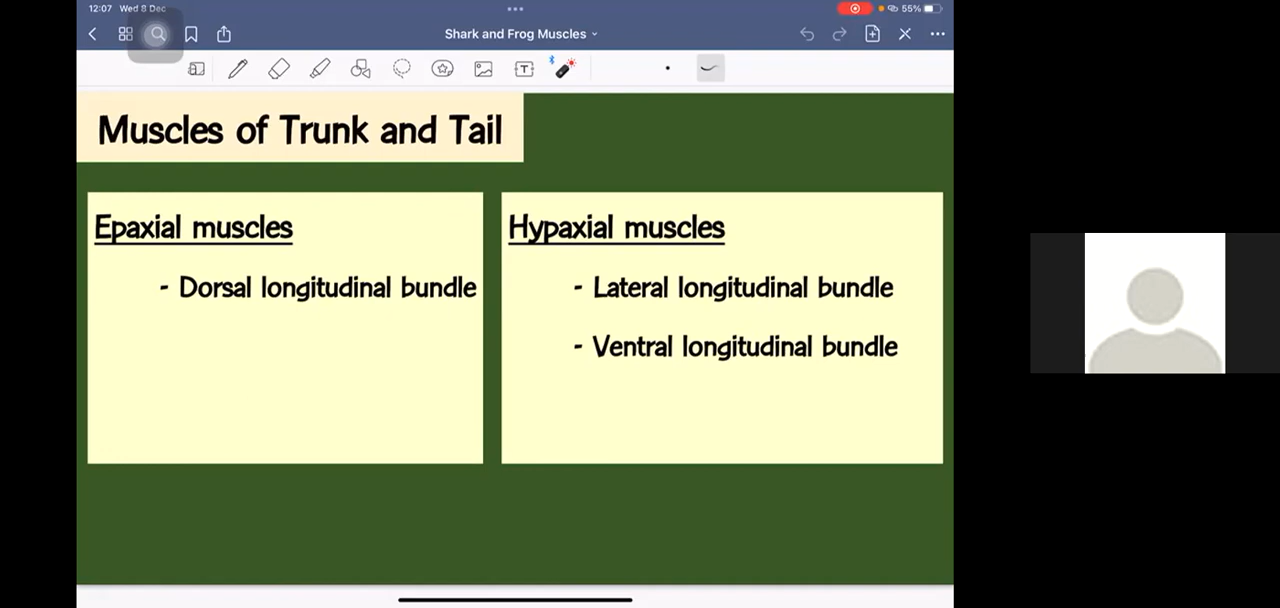 12:07 Wed 8 Dec
55%
Shark and Frog Muscles
T
Muscles of Trunk and Tail
Epaxial muscles
- Dorsal longitudinal bundle
Hypaxial muscles
- Lateral longitudinal bundle
- Ventral longitudinal bundle